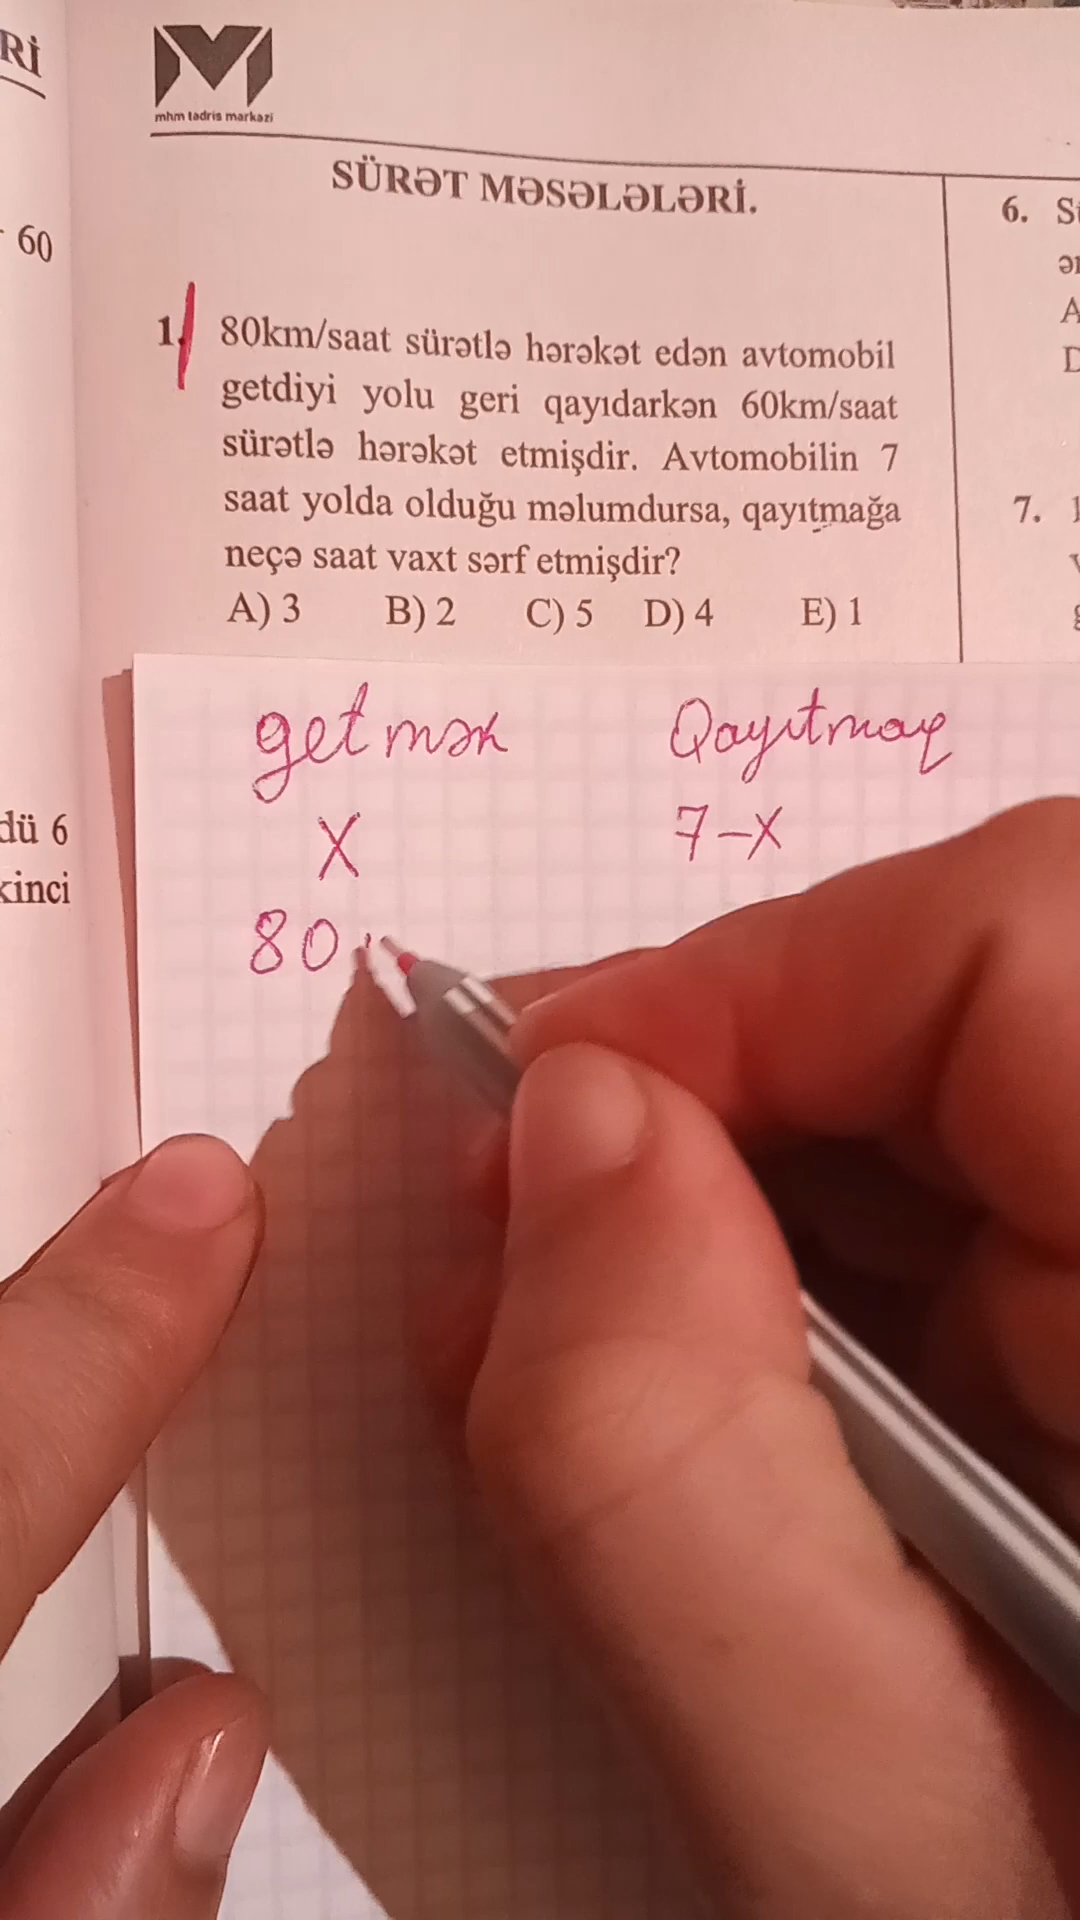 Rİ
mhm tədris mərkəzi
SÜRƏT MƏSƏLƏLƏRİ.
60
1. 80km/saat sürətlə hərəkət edən avtomobil
getdiyi yolu geri qayıdarkən 60km/saat
sürətlə hərəkət etmişdir. Avtomobilin 7
saat yolda olduğu məlumdursa, qayıtmağa
neçə saat vaxt sərf etmişdir?
A) 3 B) 2 C) 5 D) 4 E) 1
getmək Qayıtmaq
x 7-x
80
dü 6
kinci
6. S
ər
A
7.